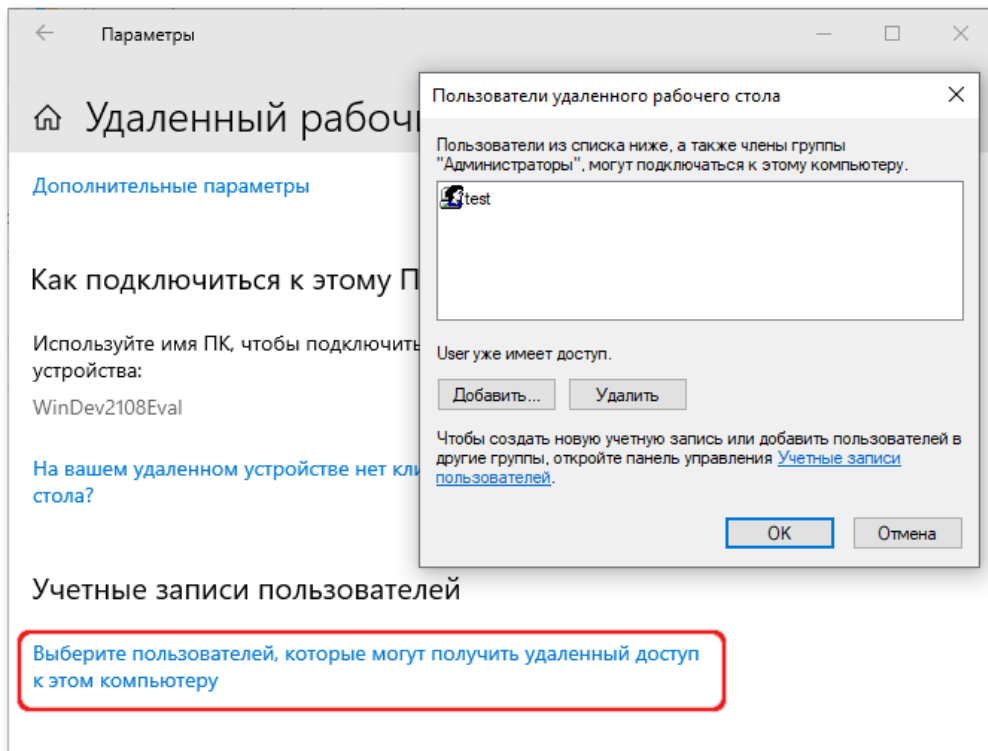 Параметры
Удаленный рабоч
Дополнительные параметры
Как подключиться к этому П
Используйте имя ПК, чтобы подключить
устройства:
WinDev2108Eval
На вашем удаленном устройстве нет кли
стола?
Учетные записи пользователей
Выберите пользователей, которые могут получить удаленный доступ
к этом компьютеру
Пользователи удаленного рабочего стола
Пользователи из списка ниже, а также члены группы
"Администраторы", могут подключаться к этому компьютеру.
test
User уже имеет доступ.
Добавить... Удалить
Чтобы создать новую учетную запись или добавить пользователей в
другие группы, откройте панель управления Учетные записи
пользователей.
OK Отмена